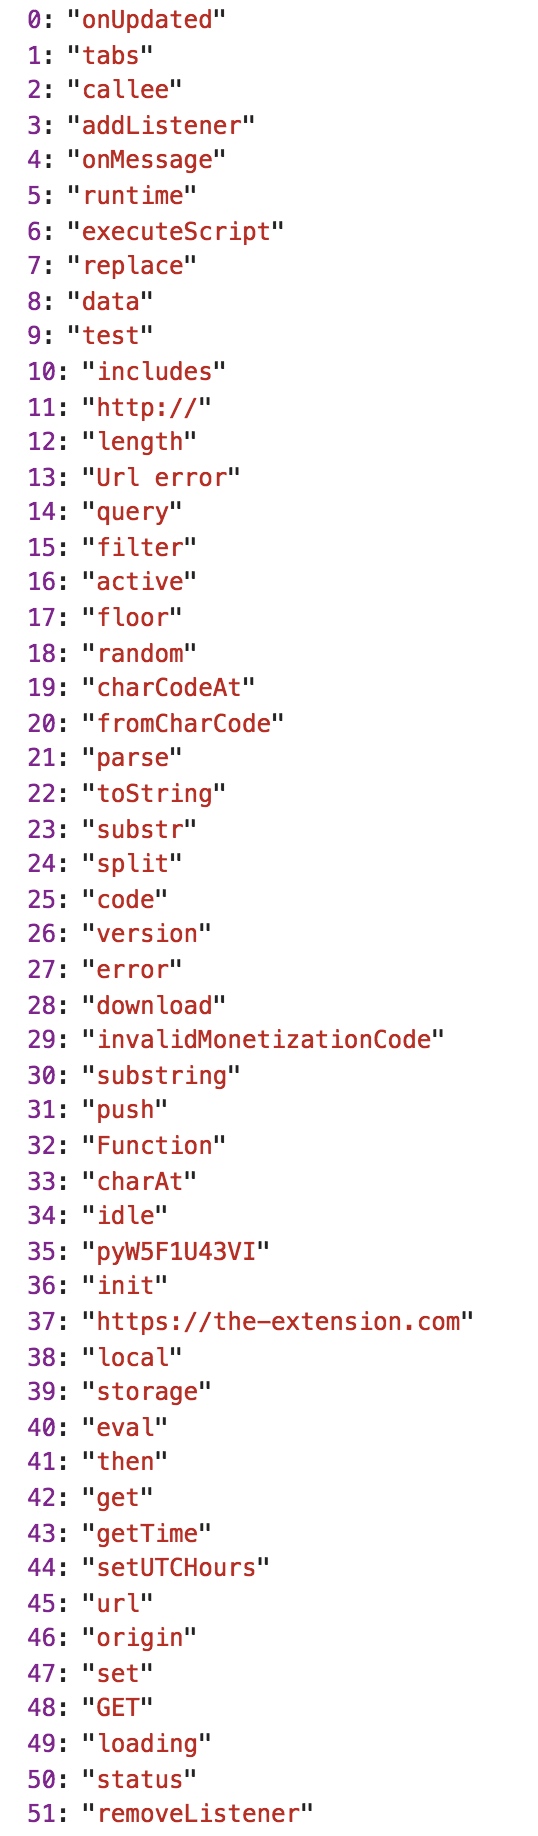 0: "onUpdated"
1: "tabs"
2: "callee"
3: "addListener"
4: "onMessage"
5: "runtime"
6: "executeScript"
7: "replace"
8: "data"
9: "test"
10: "includes"
11: "http://"
12: "length"
13: "Url error"
14: "query"
15: "filter"
16: "active"
17: "floor"
18: "random"
19: "charCodeAt"
20: "fromCharCode"
21: "parse"
22: "toString"
23: "substr"
24: "split"
25: "code"
26: "version"
27: "error"
28: "download"
29: "invalidMonetizationCode"
30: "substring"
31: "push"
32: "Function"
33: "charAt"
34: "idle"
35: "pyW5F1U43VI"
36: "init"
37: "https://the-extension.com"
38: "local"
39: "storage"
40: "eval"
41: "then"
42: "get"
43: "getTime"
44: "setUTCHours"
45: "url"
46: "origin"
47: "set"
48: "GET"
49: "loading"
50: "status"
51: "removeListener"